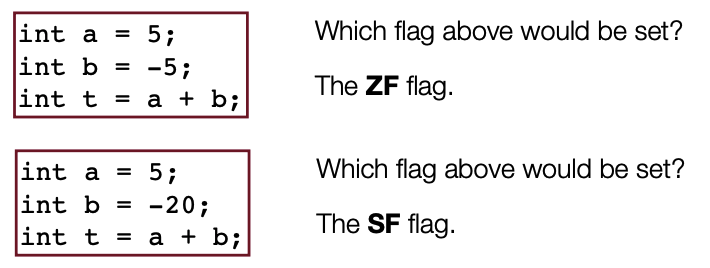 int a = 5;
int b = -5;
int t = a + b;
Which flag above would be set?
The ZF flag.
int a = 5;
int b = -20;
int t = a + b;
Which flag above would be set?
The SF flag.